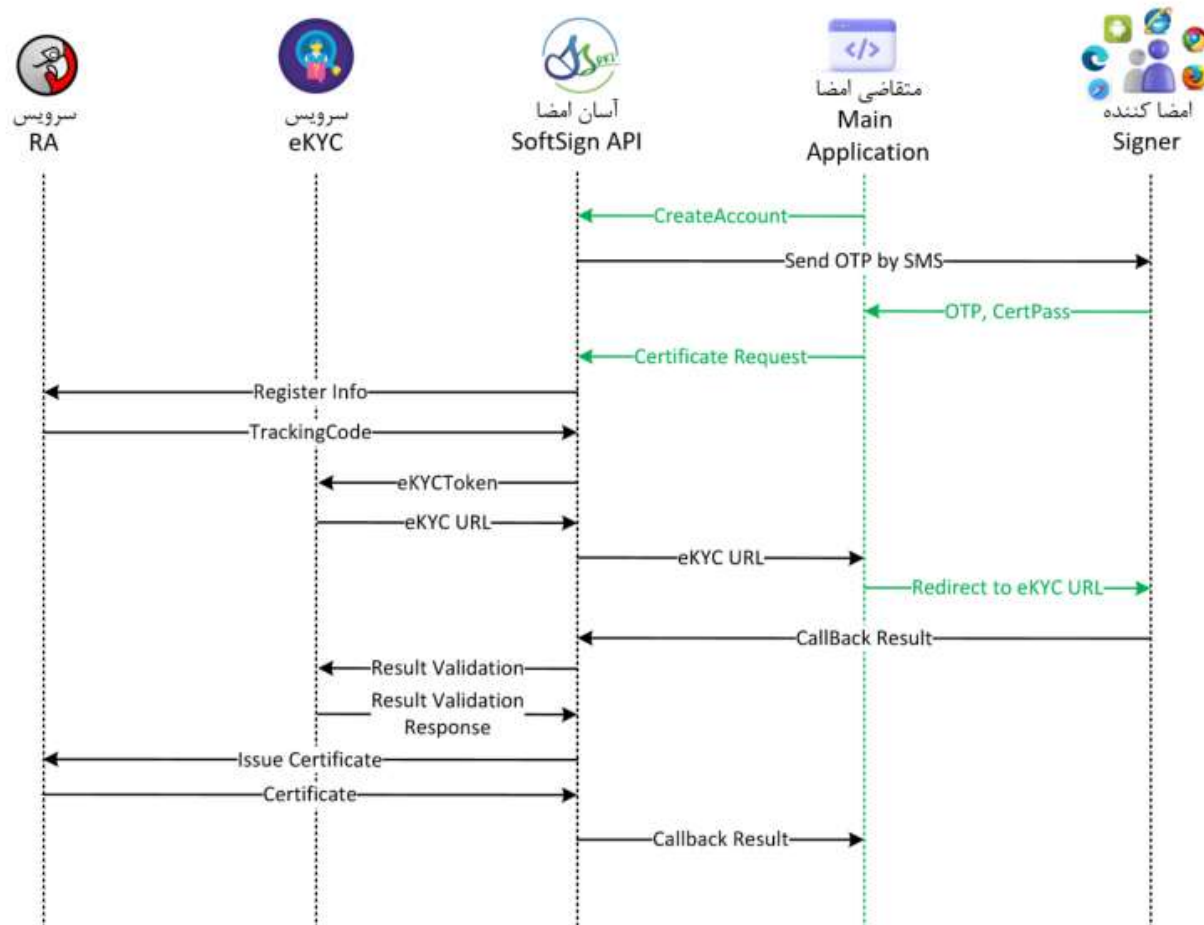 سرویس
RA
سرویس
eKYC
آسان امضا
SoftSign API
متقاضی امضا
Main
Application
امضا کننده
Signer
CreateAccount
Send OTP by SMS
OTP, CertPass
Certificate Request
Register Info
TrackingCode
eKYCToken
eKYC URL
eKYC URL
Redirect to eKYC URL
CallBack Result
Result Validation
Result Validation
Response
Issue Certificate
Certificate
Callback Result